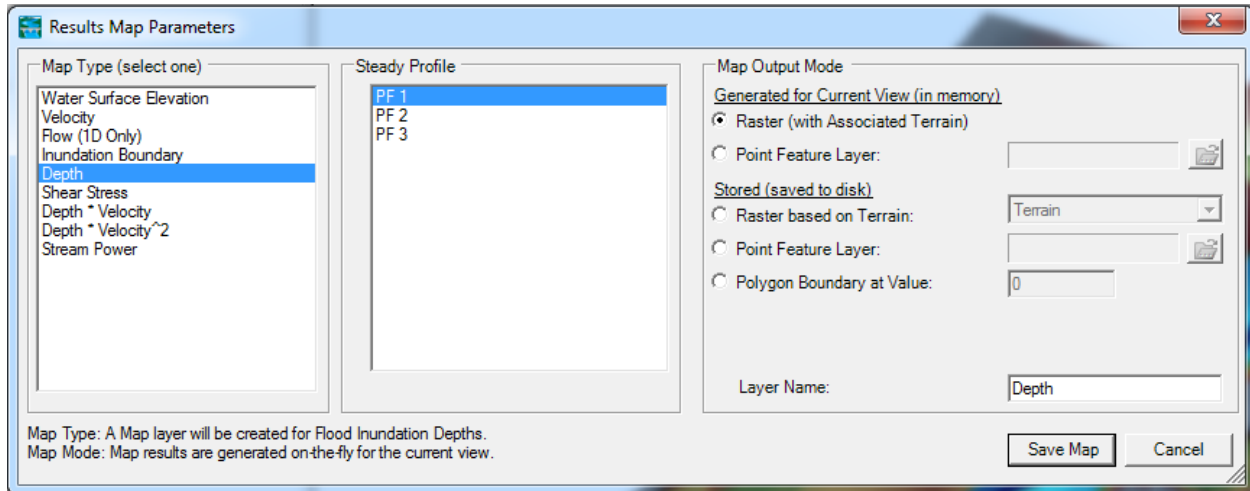 Results Map Parameters
Map Type (select one)
Water Surface Elevation
Velocity
Flow (1D Only)
Inundation Boundary
Depth
Shear Stress
Depth * Velocity
Depth * Velocity^2
Stream Power
Steady Profile
PF 1
PF 2
PF 3
Map Output Mode
Generated for Current View (in memory)
Raster (with Associated Terrain)
Point Feature Layer:
Stored (saved to disk)
Raster based on Terrain: Terrain
Point Feature Layer:
Polygon Boundary at Value: 0
Layer Name: Depth
Map Type: A Map layer will be created for Flood Inundation Depths.
Map Mode: Map results are generated on-the-fly for the current view.
Save Map Cancel